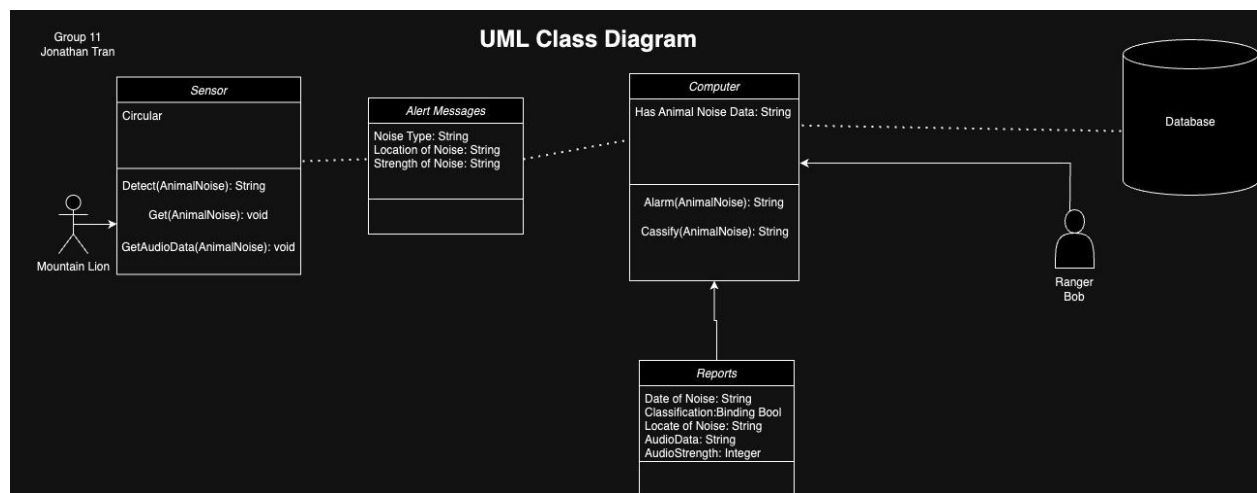 Group 11
Jonathan Tran
UML Class Diagram
Sensor
Circular
Detect(AnimalNoise): String
Get(AnimalNoise): void
GetAudioData(AnimalNoise): void
Mountain Lion
Alert Messages
Noise Type: String
Location of Noise: String
Strength of Noise: String
Computer
Has Animal Noise Data: String
Alarm(AnimalNoise): String
Cassify(AnimalNoise): String
Database
Ranger
Bob
Reports
Date of Noise: String
Classification:Binding Bool
Locate of Noise: String
AudioData: String
AudioStrength: Integer